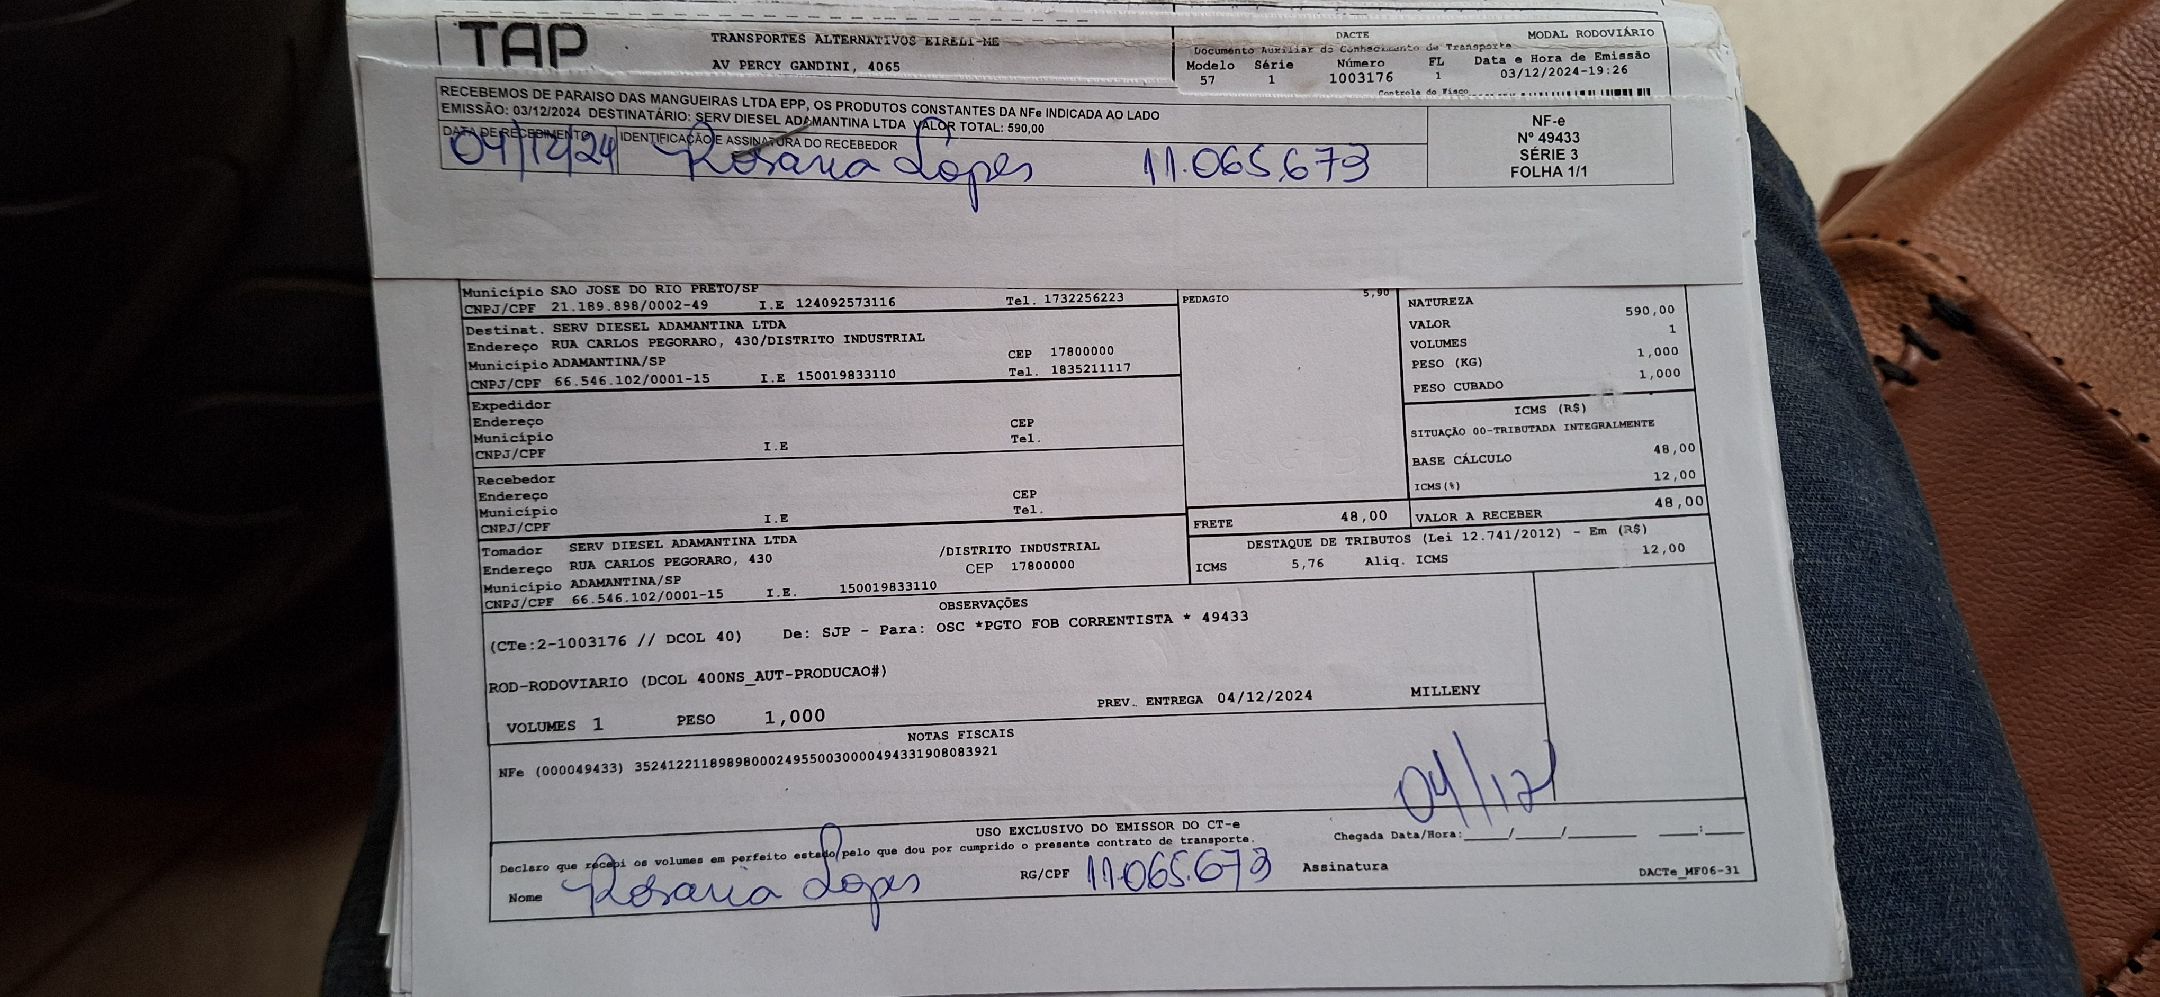 TAP
TRANSPORTES ALTERNATIVOS EIRELI-ME
AV PERCY GANDINI, 4065
DACTE
MODAL RODOVIÁRIO
Documento Auxiliar do Conhecimento de Transporte
Modelo Série Número FL Data e Hora de Emissão
57 1 1003176 1 03/12/2024-19:26
Controle do Fisco
RECEBEMOS DE PARAISO DAS MANGUEIRAS LTDA EPP, OS PRODUTOS CONSTANTES DA NFe INDICADA AO LADO
EMISSÃO: 03/12/2024 DESTINATÁRIO: SERV DIESEL ADAMANTINA LTDA VALOR TOTAL: 590,00
DATA DE RECEBIMENTO IDENTIFICAÇÃO E ASSINATURA DO RECEBEDOR
04/12/24 Rosaria Lopes 11.065.673
NF-e
Nº 49433
SÉRIE 3
FOLHA 1/1
Município SAO JOSE DO RIO PRETO/SP
CNPJ/CPF 21.189.898/0002-49 I.E 124092573116 Tel. 1732256223
Destinat. SERV DIESEL ADAMANTINA LTDA
Endereço RUA CARLOS PEGORARO, 430/DISTRITO INDUSTRIAL
Município ADAMANTINA/SP CEP 17800000
CNPJ/CPF 66.546.102/0001-15 I.E 150019833110 Tel. 1835211117
Expedidor
Endereço CEP
Município Tel.
CNPJ/CPF I.E
Recebedor
Endereço CEP
Município Tel.
CNPJ/CPF I.E
Tomador SERV DIESEL ADAMANTINA LTDA
Endereço RUA CARLOS PEGORARO, 430 /DISTRITO INDUSTRIAL
Município ADAMANTINA/SP CEP 17800000
CNPJ/CPF 66.546.102/0001-15 I.E. 150019833110
PEDAGIO 5,90
NATUREZA
VALOR 590,00
VOLUMES 1
PESO (KG) 1,000
PESO CUBADO 1,000
ICMS (R$)
SITUAÇÃO 00-TRIBUTADA INTEGRALMENTE
BASE CÁLCULO 48,00
ICMS(%) 12,00
FRETE 48,00 VALOR A RECEBER 48,00
DESTAQUE DE TRIBUTOS (Lei 12.741/2012) - Em (R$)
ICMS 5,76 Aliq. ICMS 12,00
OBSERVAÇÕES
(CTe:2-1003176 // DCOL 40) De: SJP - Para: OSC *PGTO FOB CORRENTISTA * 49433
ROD-RODOVIARIO (DCOL 400NS_AUT-PRODUCAO#)
VOLUMES 1 PESO 1,000 PREV. ENTREGA 04/12/2024 MILLENY
NOTAS FISCAIS
NFe (000049433) 35241221189898000249550030000494331908083921
04/12
USO EXCLUSIVO DO EMISSOR DO CT-e
Declaro que recebi os volumes em perfeito estado pelo que dou por cumprido o presente contrato de transporte.
Chegada Data/Hora:____/____/______ ___:___
Nome Rosaria Lopes RG/CPF 11.065.673 Assinatura
DACTe_MF06-31